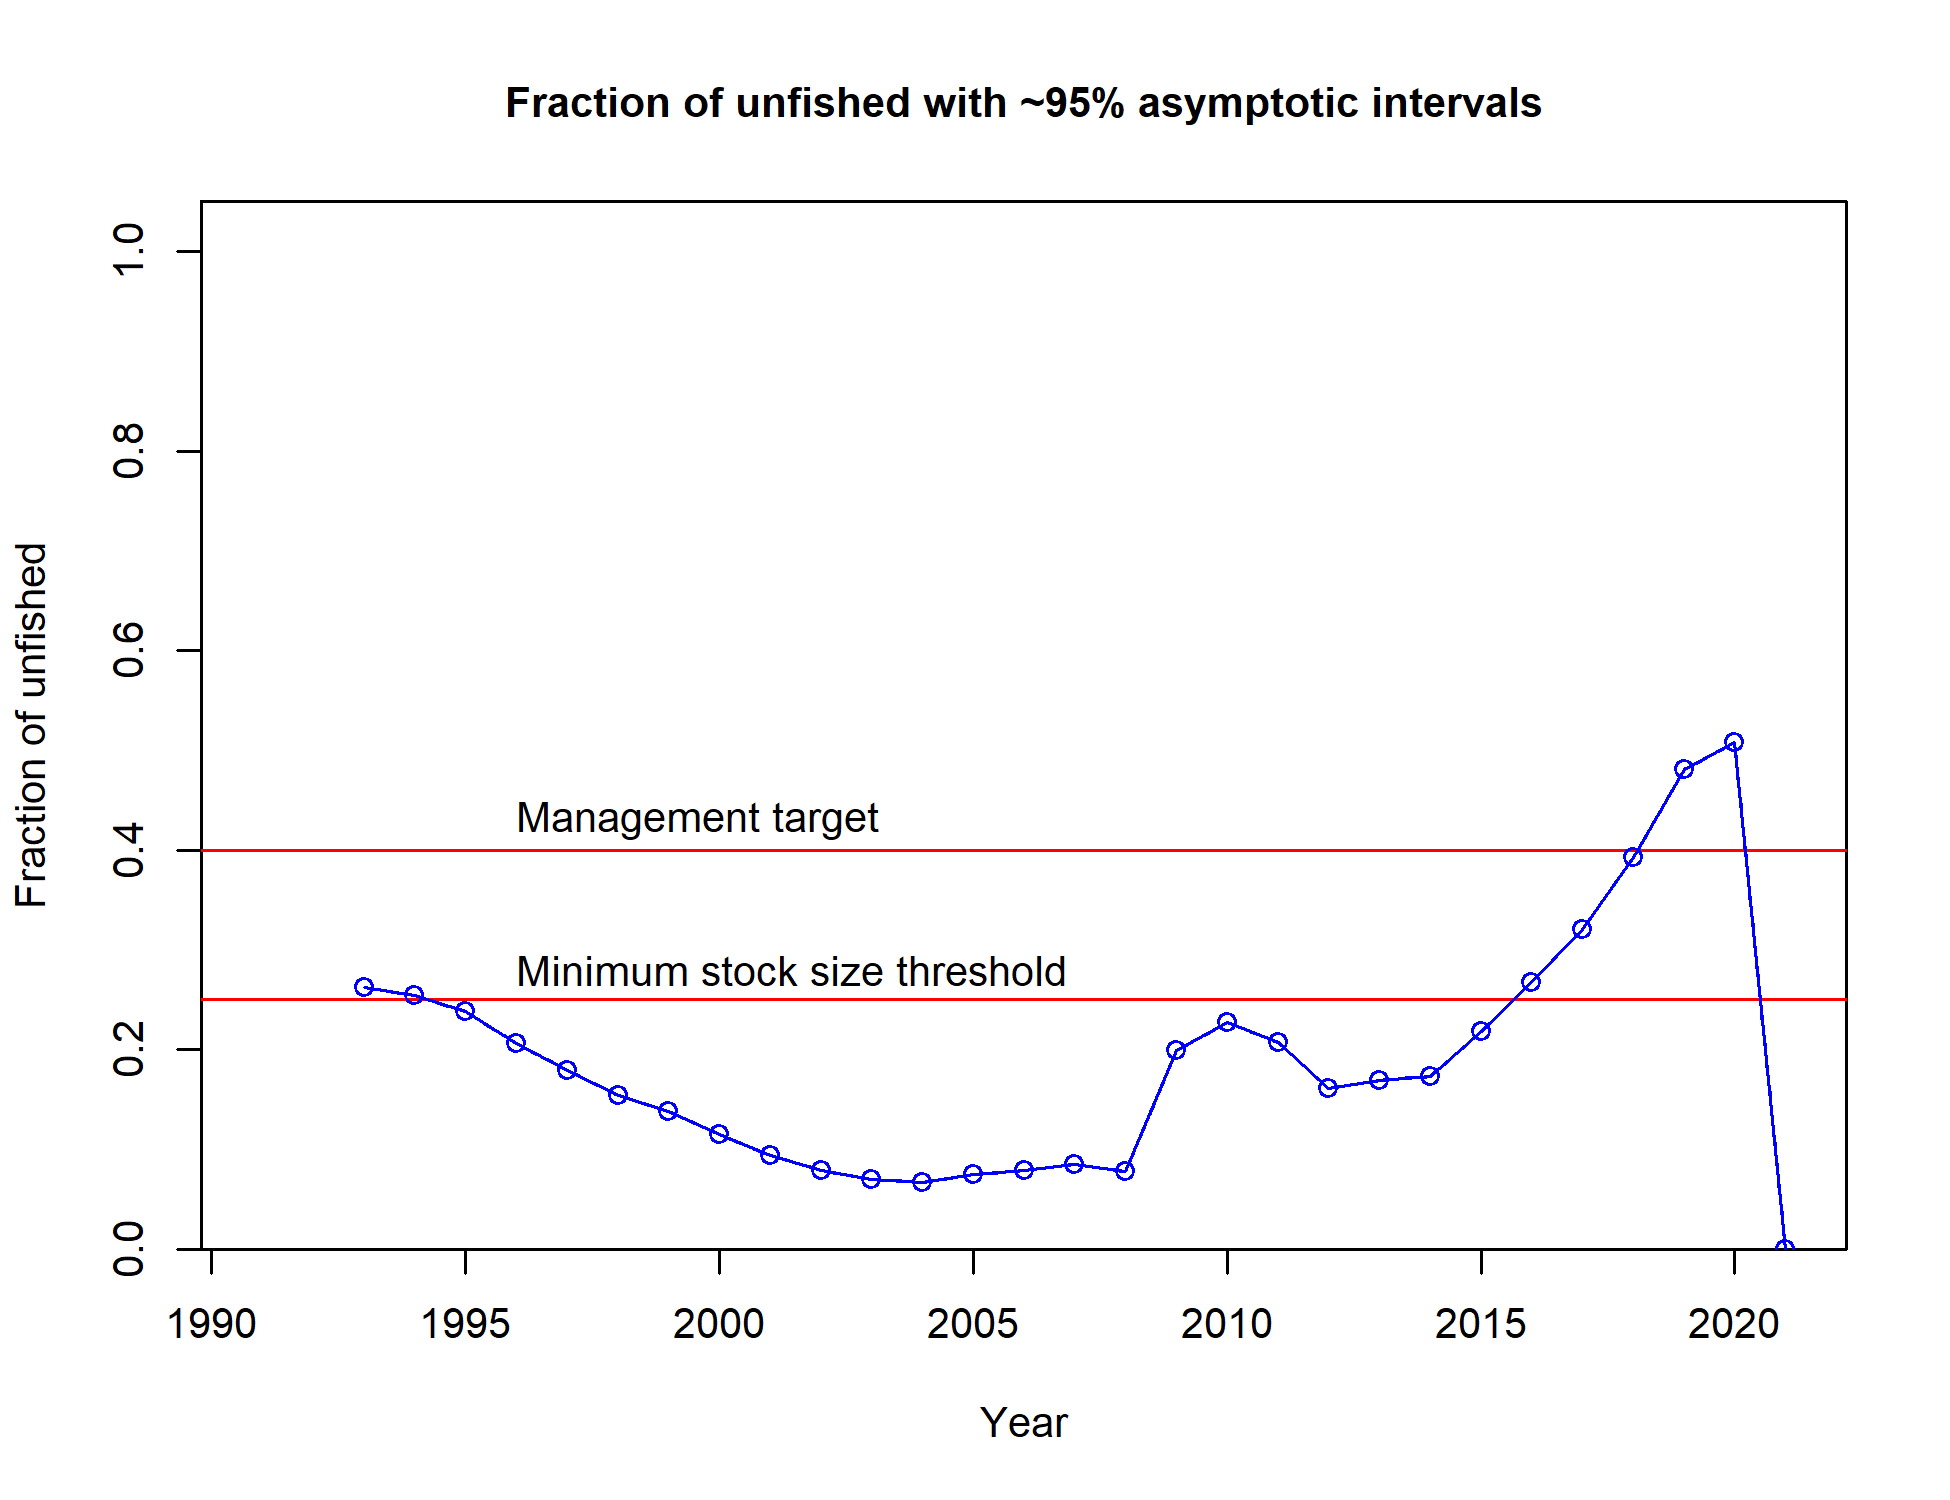 Fraction of unfished with ~95% asymptotic intervals
Fraction of unfished
1.0
0.8
0.6
0.4
0.2
0.0
Management target
Minimum stock size threshold
1990 1995 2000 2005 2010 2015 2020
Year